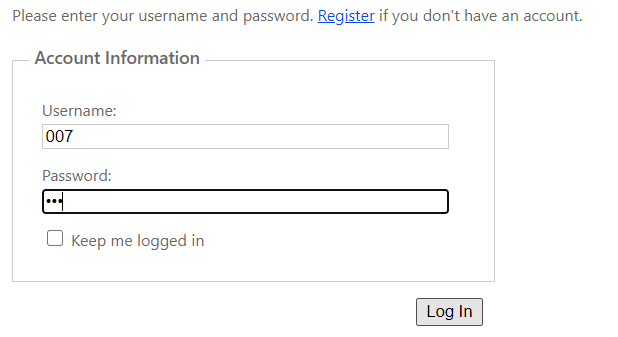 Please enter your username and password. Register if you don't have an account.
Account Information
Username:
007
Password:
•••
Keep me logged in
Log In